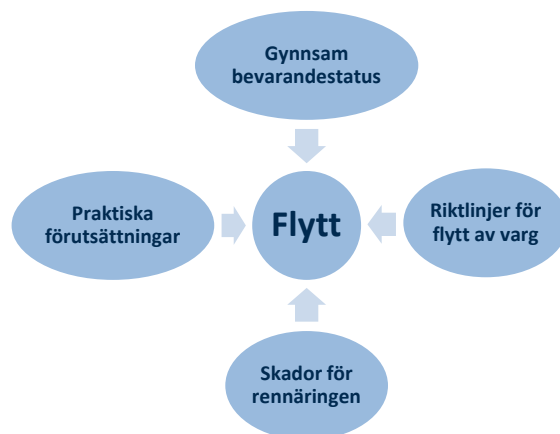 Gynnsam
bevarandestatus
Praktiska
förutsättningar
Flytt
Riktlinjer för
flytt av varg
Skador för
rennäringen